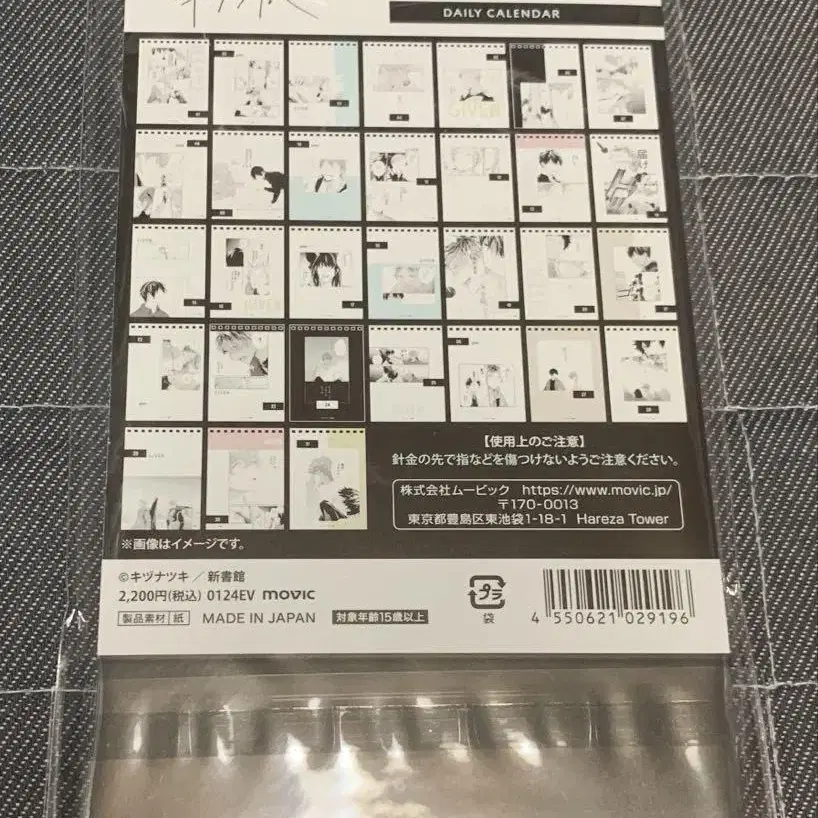 DAILY CALENDAR
GIVEN
届け
【使用上のご注意】
針金の先で指などを傷つけないようご注意ください。
株式会社ムービック https://www.movic.jp/
〒170-0013
東京都豊島区東池袋1-18-1 Hareza Tower
※画像はイメージです。
©キヅナツキ／新書館
2,200円(税込) 0124EV movic
製品素材 紙 MADE IN JAPAN 対象年齢15歳以上
プラ
袋
4 550621 029196